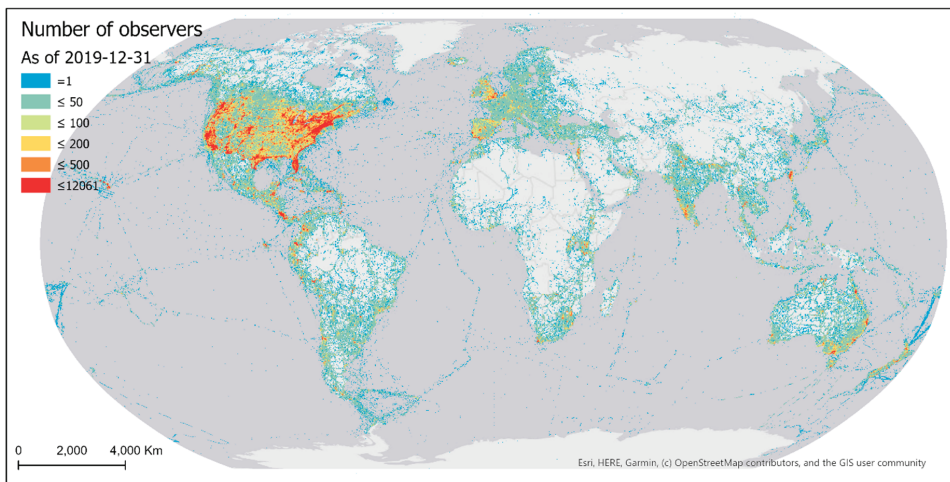 Number of observers
As of 2019-12-31
=1
≤ 50
≤ 100
≤ 200
≤ 500
≤12061
0 2,000 4,000 Km
Esri, HERE, Garmin, (c) OpenStreetMap contributors, and the GIS user community